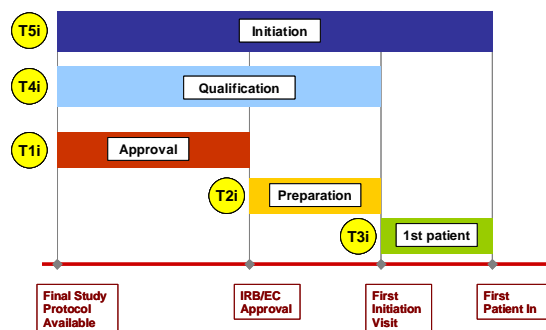 T5i
Initiation
T4i
Qualification
T1i
Approval
T2i
Preparation
T3i
1st patient
Final Study
Protocol
Available
IRB/EC
Approval
First
Initiation
Visit
First
Patient In